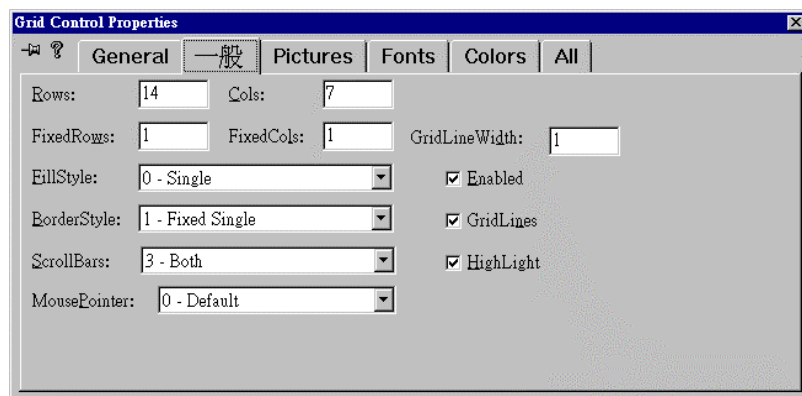 Grid Control Properties
General 一般 Pictures Fonts Colors All
Rows: 14 Cols: 7
FixedRows: 1 FixedCols: 1 GridLineWidth: 1
FillStyle: 0 - Single Enabled
BorderStyle: 1 - Fixed Single GridLines
ScrollBars: 3 - Both HighLight
MousePointer: 0 - Default